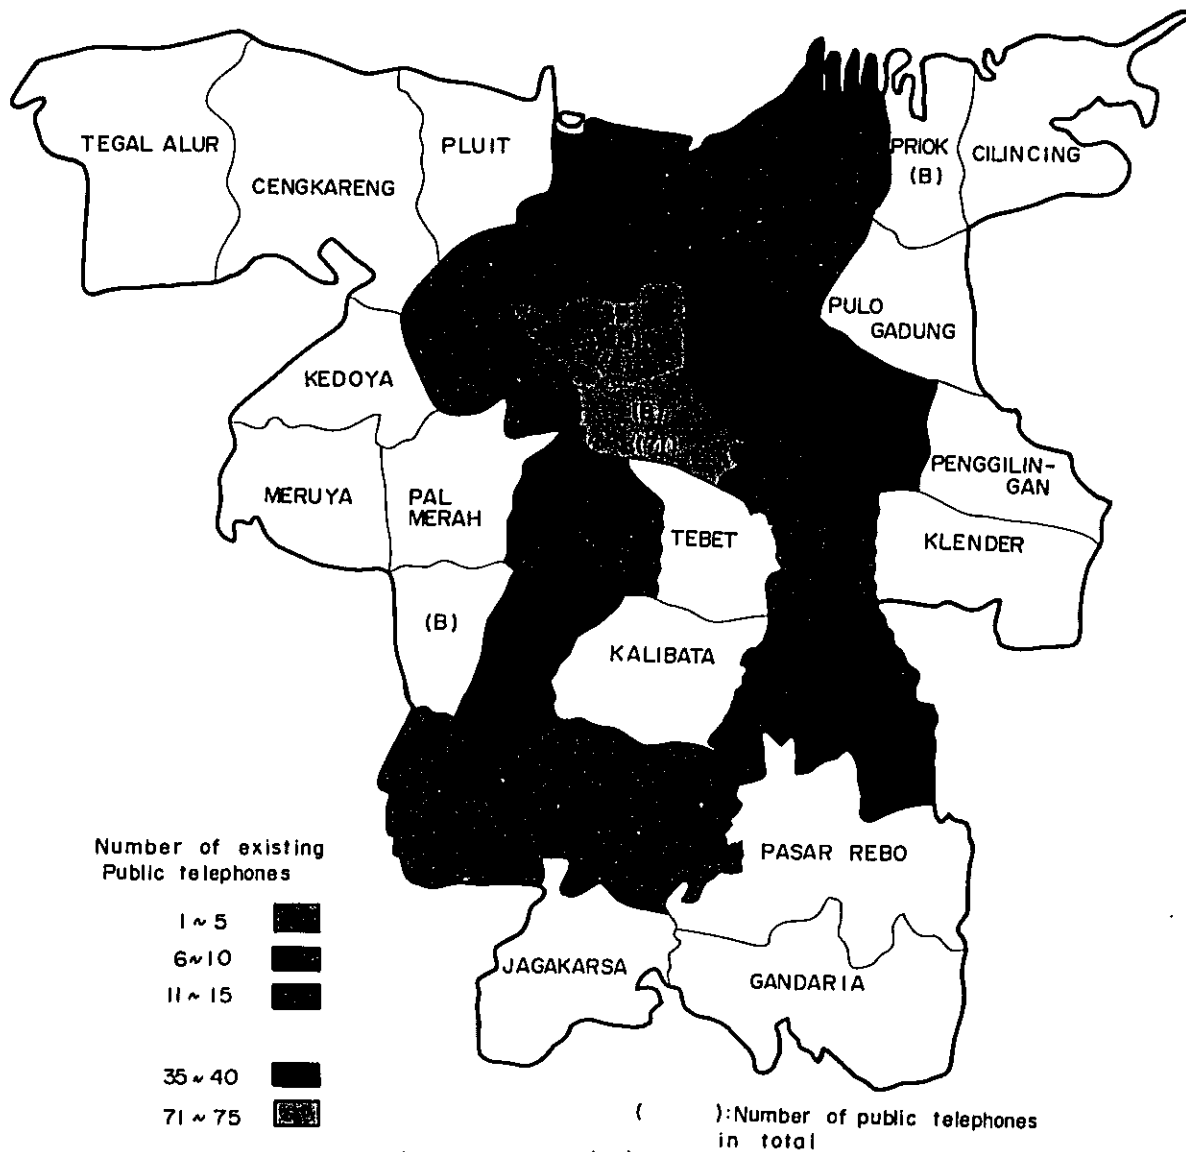 TEGAL ALUR
CENGKARENG
PLUIT
PRIOK
(B)
CILINCING
PULO
GADUNG
KEDOYA
MERUYA
PAL
MERAH
(B)
(B)
TEBET
PENGGILIN-
GAN
KLENDER
KALIBATA
PASAR REBO
JAGAKARSA
GANDARIA
Number of existing
Public telephones
1 ~ 5
6 ~ 10
11 ~ 15
35 ~ 40
71 ~ 75
( ): Number of public telephones
in total